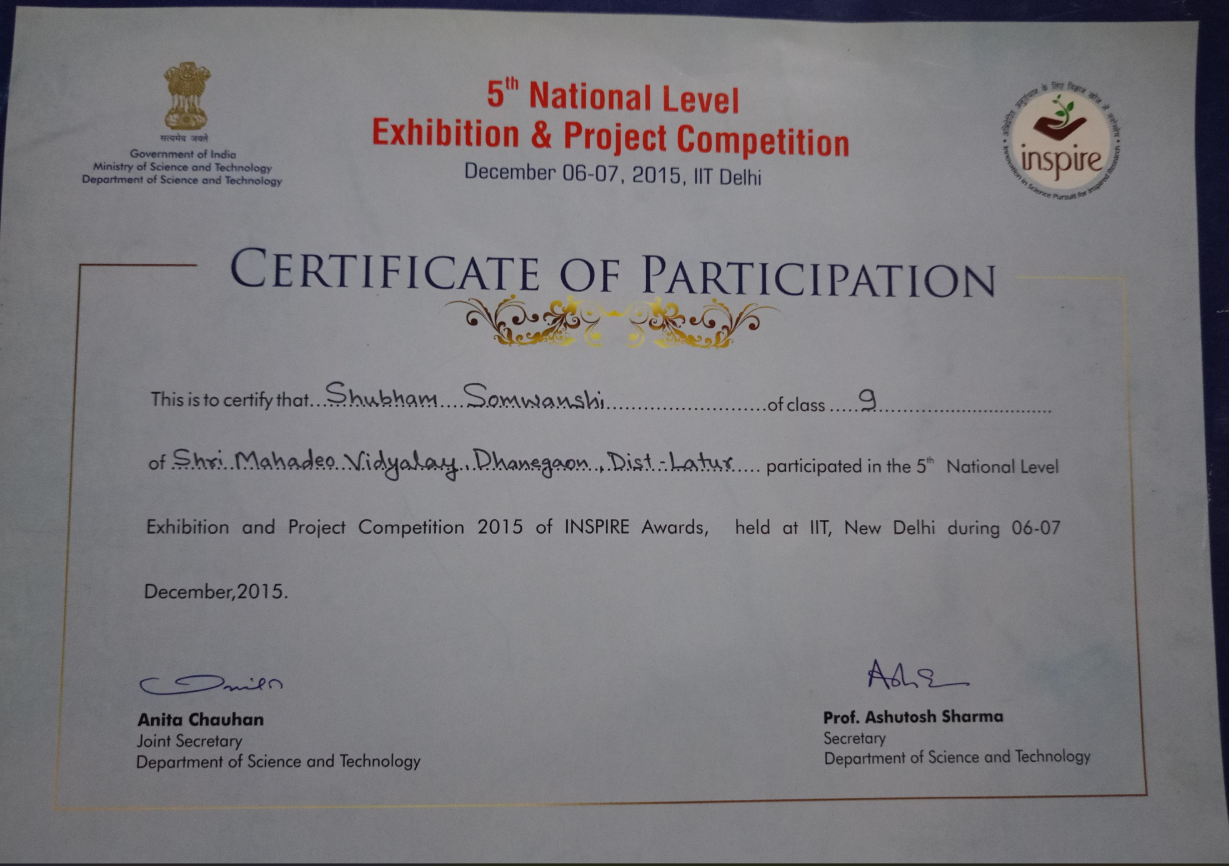 सत्यमेव जयते
Government of India
Ministry of Science and Technology
Department of Science and Technology
5th National Level
Exhibition & Project Competition
December 06-07, 2015, IIT Delhi
inspire
Innovation in Science Pursuit for Inspired Research
CERTIFICATE OF PARTICIPATION
This is to certify that...Shubham....Somwanshi..........................of class.....9............................
of Shri Mahadeo Vidyalay, Dhanegaon, Dist-Latur.... participated in the 5th National Level
Exhibition and Project Competition 2015 of INSPIRE Awards, held at IIT, New Delhi during 06-07
December,2015.
Anita Chauhan
Joint Secretary
Department of Science and Technology
Prof. Ashutosh Sharma
Secretary
Department of Science and Technology